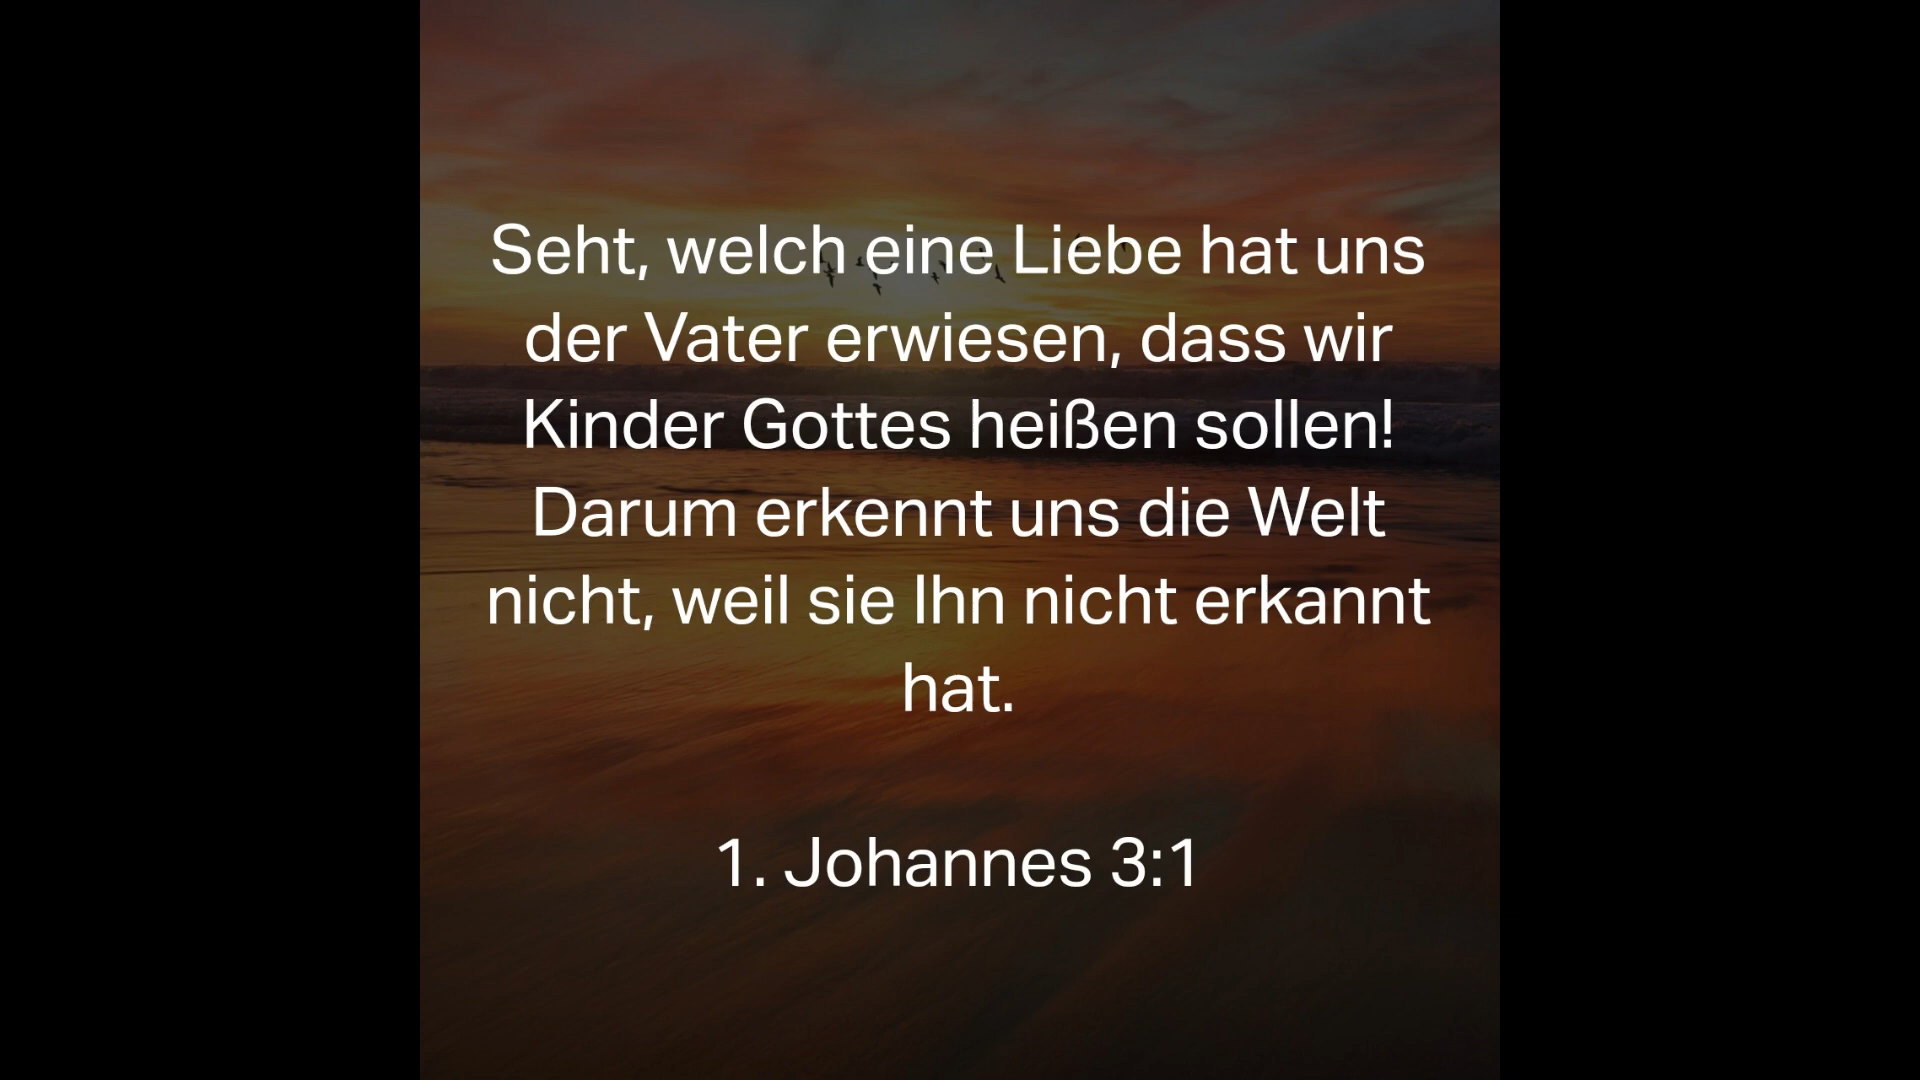 Seht, welch eine Liebe hat uns
der Vater erwiesen, dass wir
Kinder Gottes heißen sollen!
Darum erkennt uns die Welt
nicht, weil sie Ihn nicht erkannt
hat.
1. Johannes 3:1